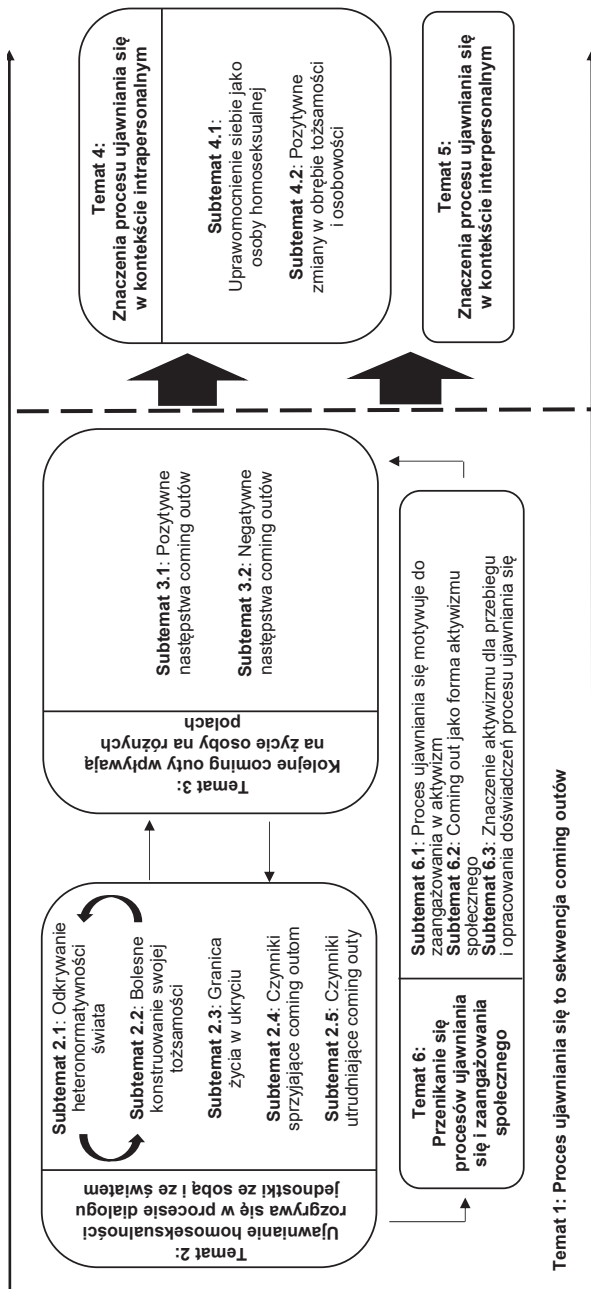 Temat 2:
Ujawnianie homoseksualności
rozgrywa się w procesie dialogu
jednostki ze sobą i ze światem
Subtemat 2.1: Odkrywanie
heteronormatywności
świata
Subtemat 2.2: Bolesne
konstruowanie swojej
tożsamości
Subtemat 2.3: Granica
życia w ukryciu
Subtemat 2.4: Czynniki
sprzyjające coming outom
Subtemat 2.5: Czynniki
utrudniające coming outy
Temat 3:
Kolejne coming outy wpływają
na życie osoby na różnych
polach
Subtemat 3.1: Pozytywne
następstwa coming outów
Subtemat 3.2: Negatywne
następstwa coming outów
Temat 4:
Znaczenia procesu ujawniania się
w kontekście intrapersonalnym
Subtemat 4.1:
Uprawomocnienie siebie jako
osoby homoseksualnej
Subtemat 4.2: Pozytywne
zmiany w obrębie tożsamości
i osobowości
Temat 6:
Przenikanie się
procesów ujawniania
się i zaangażowania
społecznego
Subtemat 6.1: Proces ujawniania się motywuje do
zaangażowania w aktywizm
Subtemat 6.2: Coming out jako forma aktywizmu
społecznego
Subtemat 6.3: Znaczenie aktywizmu dla przebiegu
i opracowania doświadczeń procesu ujawniania się
Temat 5:
Znaczenia procesu ujawniania się
w kontekście interpersonalnym
Temat 1: Proces ujawniania się to sekwencja coming outów